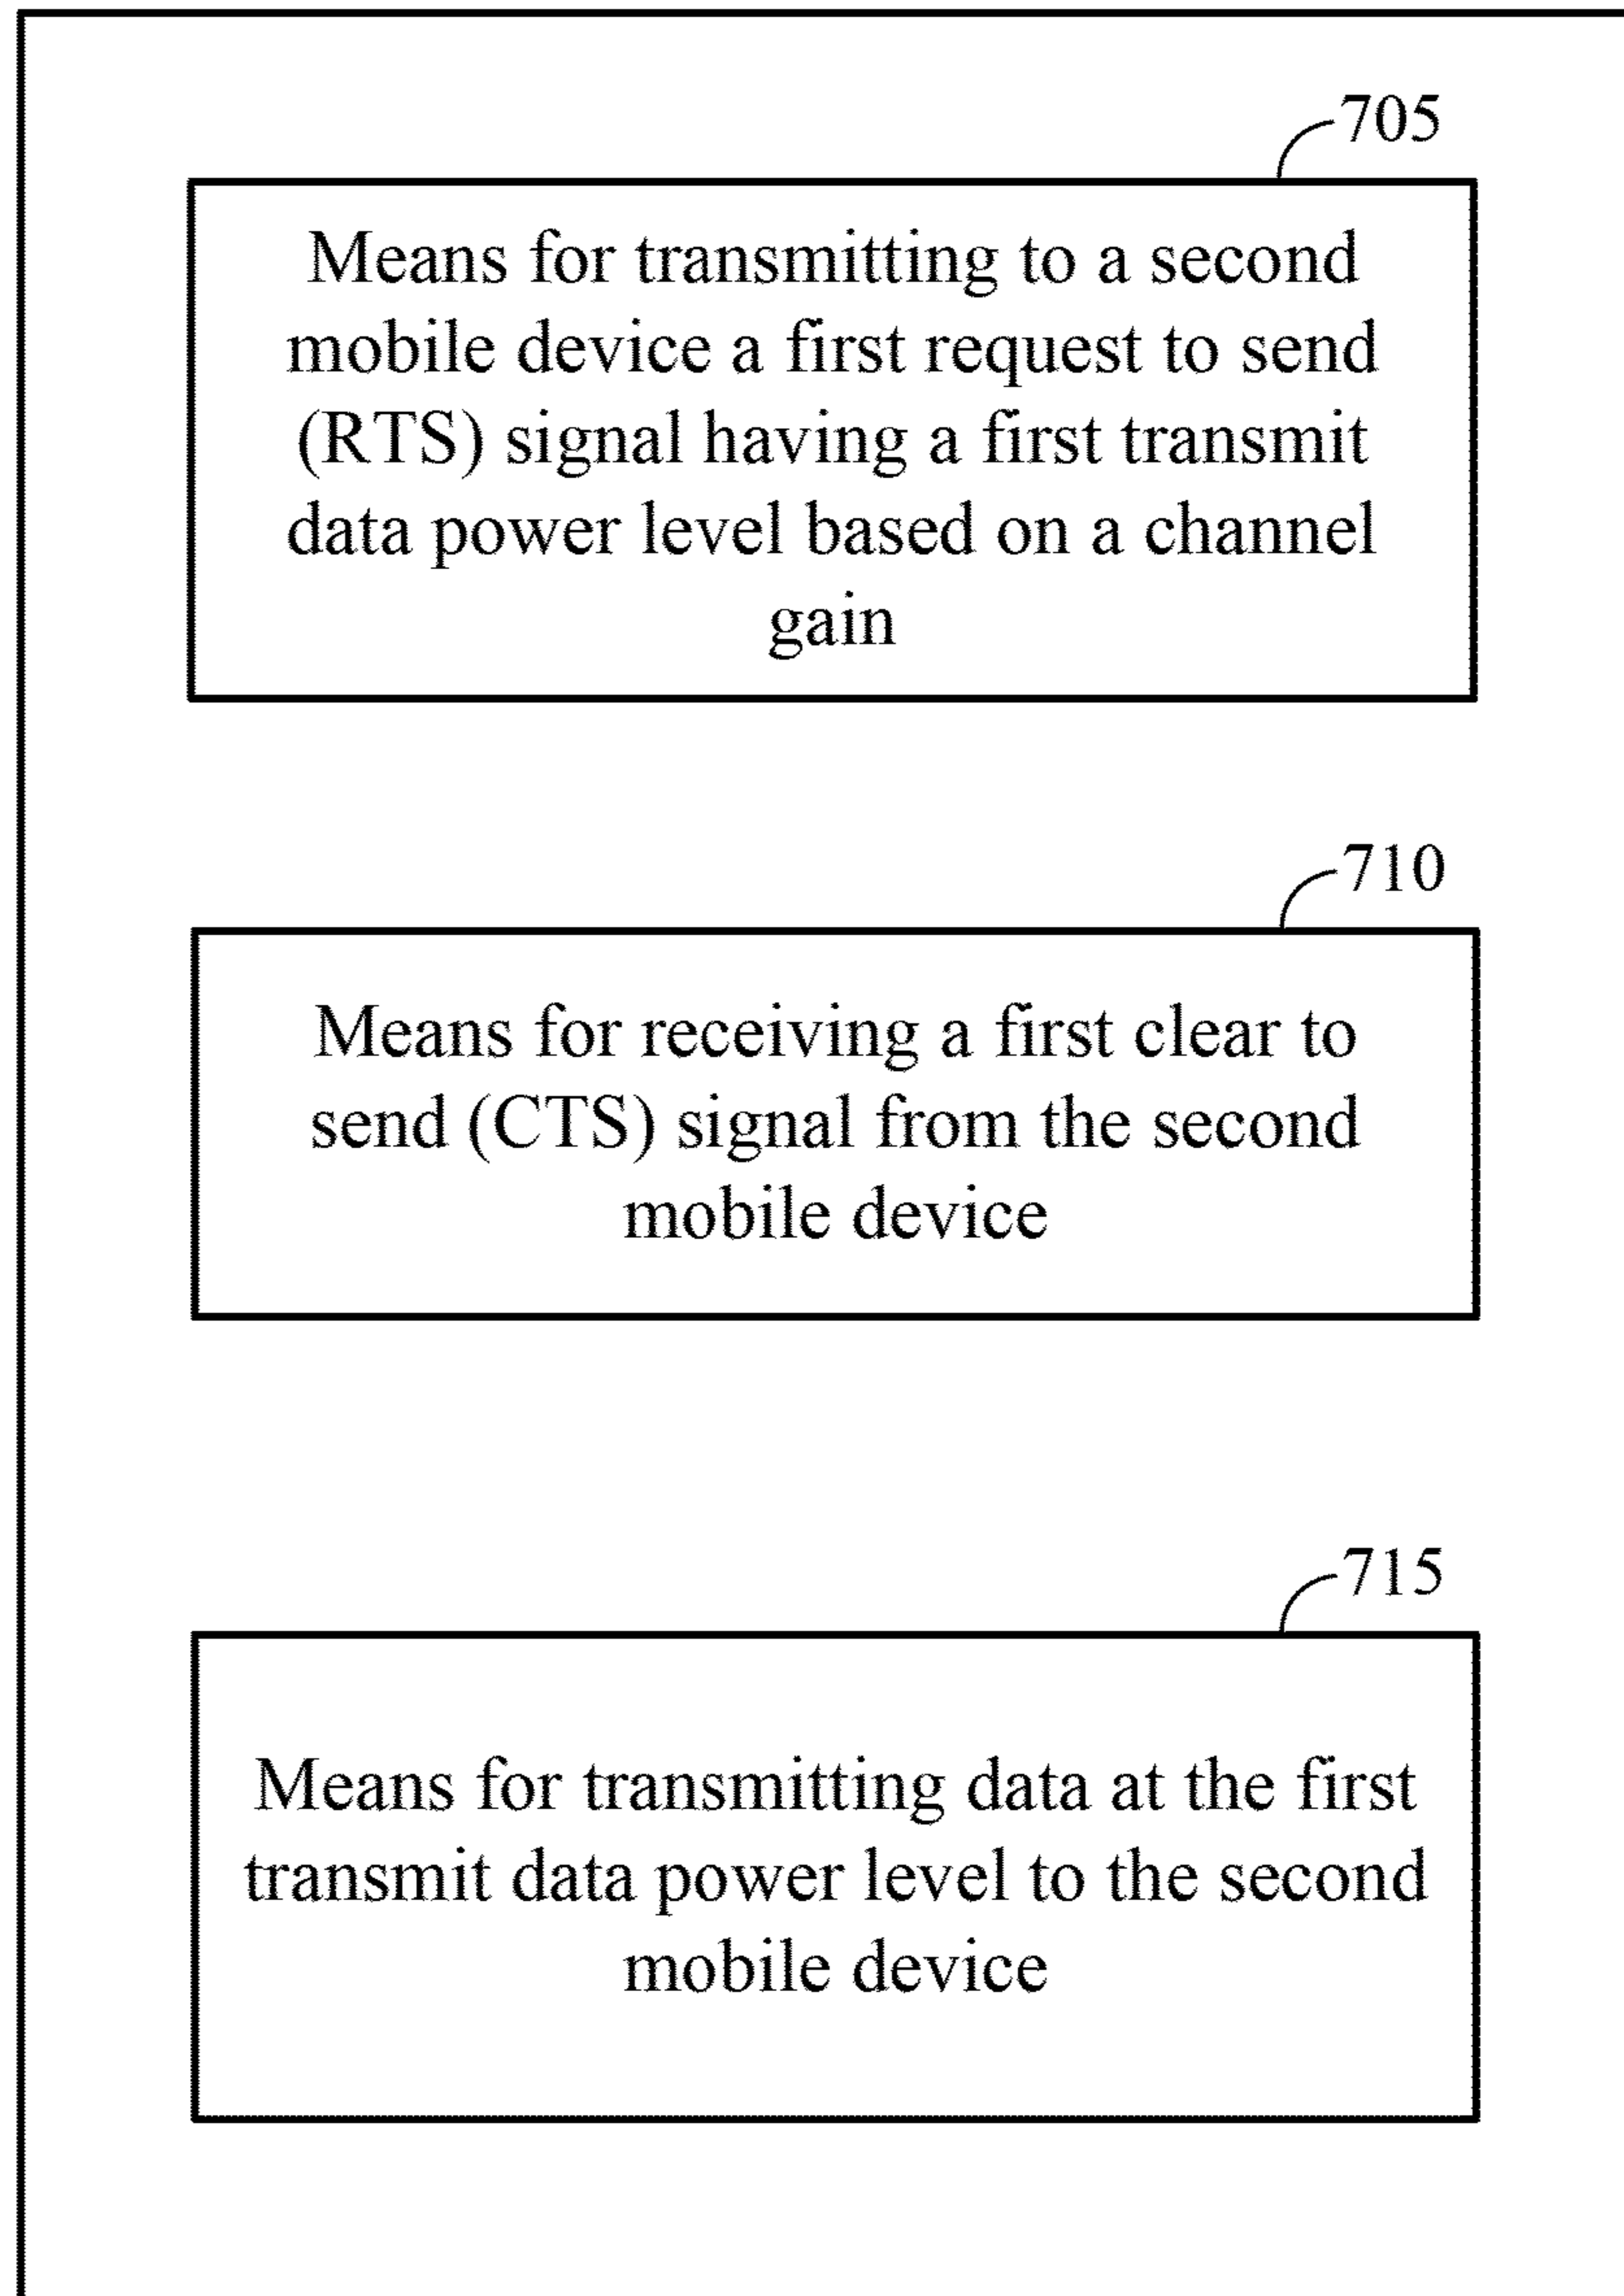 705
Means for transmitting to a second
mobile device a first request to send
(RTS) signal having a first transmit
data power level based on a channel
gain
710
Means for receiving a first clear to
send (CTS) signal from the second
mobile device
715
Means for transmitting data at the first
transmit data power level to the second
mobile device